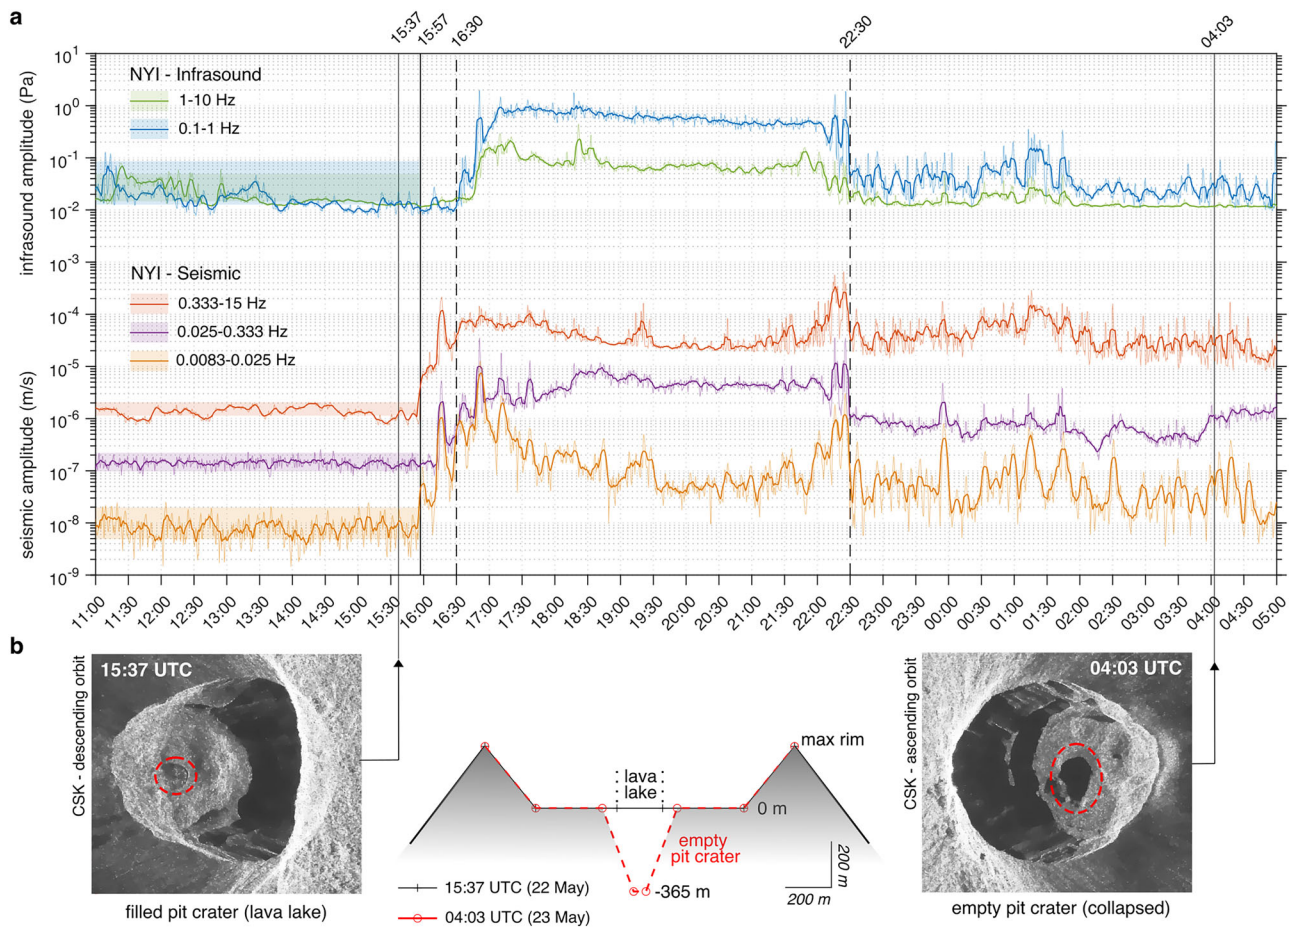 a
15:37
15:57
16:30
22:30
04:03
infrasound amplitude (Pa)
seismic amplitude (m/s)
10^1
10^0
10^-1
10^-2
10^-3
10^-4
10^-5
10^-6
10^-7
10^-8
10^-9
NYI - Infrasound
1-10 Hz
0.1-1 Hz
NYI - Seismic
0.333-15 Hz
0.025-0.333 Hz
0.0083-0.025 Hz
11:00
11:30
12:00
12:30
13:00
13:30
14:00
14:30
15:00
15:30
16:00
16:30
17:00
17:30
18:00
18:30
19:00
19:30
20:00
20:30
21:00
21:30
22:00
22:30
23:00
23:30
00:00
00:30
01:00
01:30
02:00
02:30
03:00
03:30
04:00
04:30
05:00
b
CSK - descending orbit
15:37 UTC
filled pit crater (lava lake)
max rim
lava
lake
0 m
empty
pit crater
-365 m
200 m
200 m
15:37 UTC (22 May)
04:03 UTC (23 May)
CSK - ascending orbit
04:03 UTC
empty pit crater (collapsed)